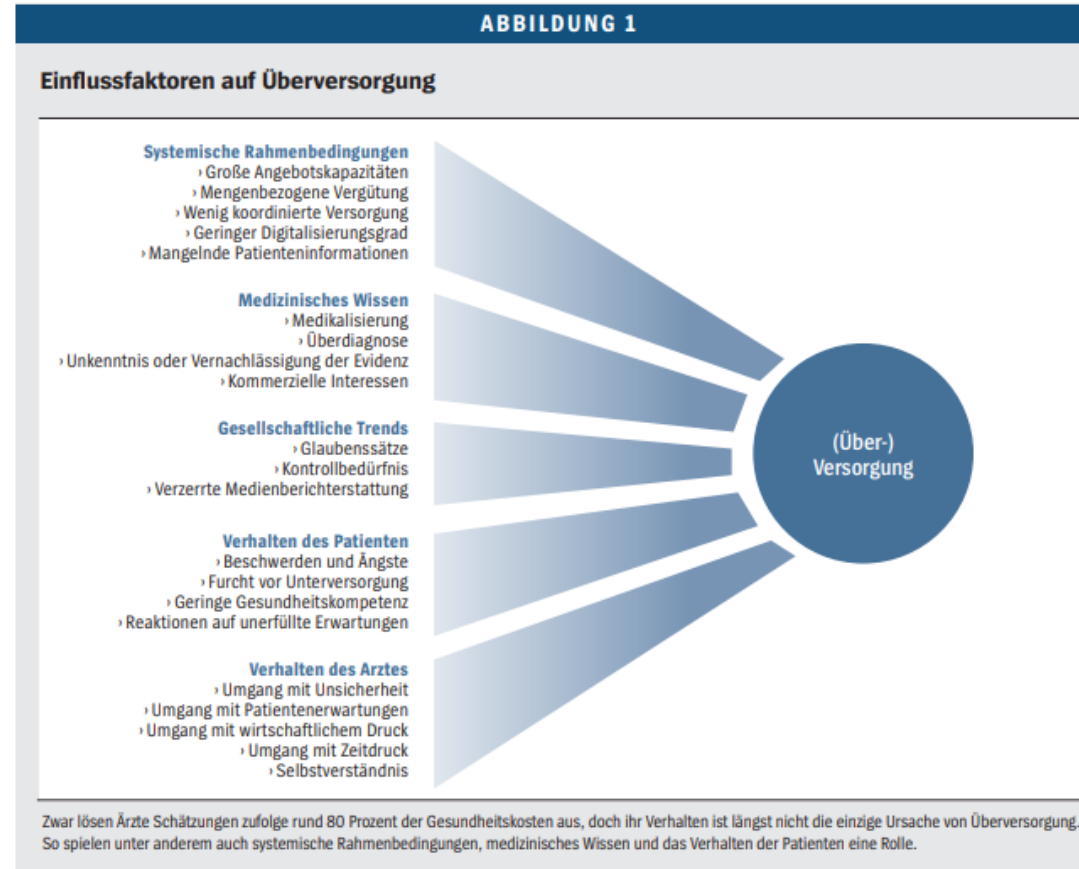 ABBILDUNG 1
Einflussfaktoren auf Überversorgung
Systemische Rahmenbedingungen
› Große Angebotskapazitäten
› Mengenbezogene Vergütung
› Wenig koordinierte Versorgung
› Geringer Digitalisierungsgrad
› Mangelnde Patienteninformationen
Medizinisches Wissen
› Medikalisierung
› Überdiagnose
› Unkenntnis oder Vernachlässigung der Evidenz
› Kommerzielle Interessen
Gesellschaftliche Trends
› Glaubenssätze
› Kontrollbedürfnis
› Verzerrte Medienberichterstattung
Verhalten des Patienten
› Beschwerden und Ängste
› Furcht vor Unterversorgung
› Geringe Gesundheitskompetenz
› Reaktionen auf unerfüllte Erwartungen
Verhalten des Arztes
› Umgang mit Unsicherheit
› Umgang mit Patientenerwartungen
› Umgang mit wirtschaftlichem Druck
› Umgang mit Zeitdruck
› Selbstverständnis
(Über-)
Versorgung
Zwar lösen Ärzte Schätzungen zufolge rund 80 Prozent der Gesundheitskosten aus, doch ihr Verhalten ist längst nicht die einzige Ursache von Überversorgung.
So spielen unter anderem auch systemische Rahmenbedingungen, medizinisches Wissen und das Verhalten der Patienten eine Rolle.